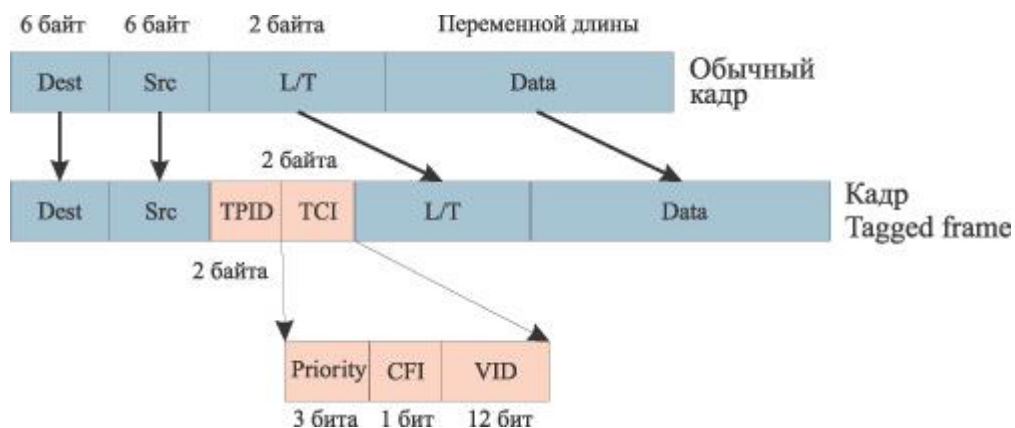 6 байт 6 байт 2 байта Переменной длины
Dest Src L/T Data
Обычный
кадр
2 байта
Dest Src TPID TCI L/T Data
Кадр
Tagged frame
2 байта
Priority CFI VID
3 бита 1 бит 12 бит